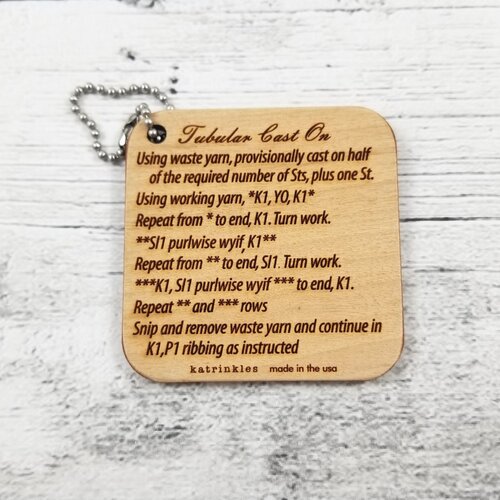 Tubular Cast On
Using waste yarn, provisionally cast on half
of the required number of Sts, plus one St.
Using working yarn, *K1, YO, K1*
Repeat from * to end, K1. Turn work.
**Sl1 purlwise wyif, K1**
Repeat from ** to end, Sl1. Turn work.
***K1, Sl1 purlwise wyif *** to end, K1.
Repeat ** and *** rows
Snip and remove waste yarn and continue in
K1,P1 ribbing as instructed
katrinkles made in the usa